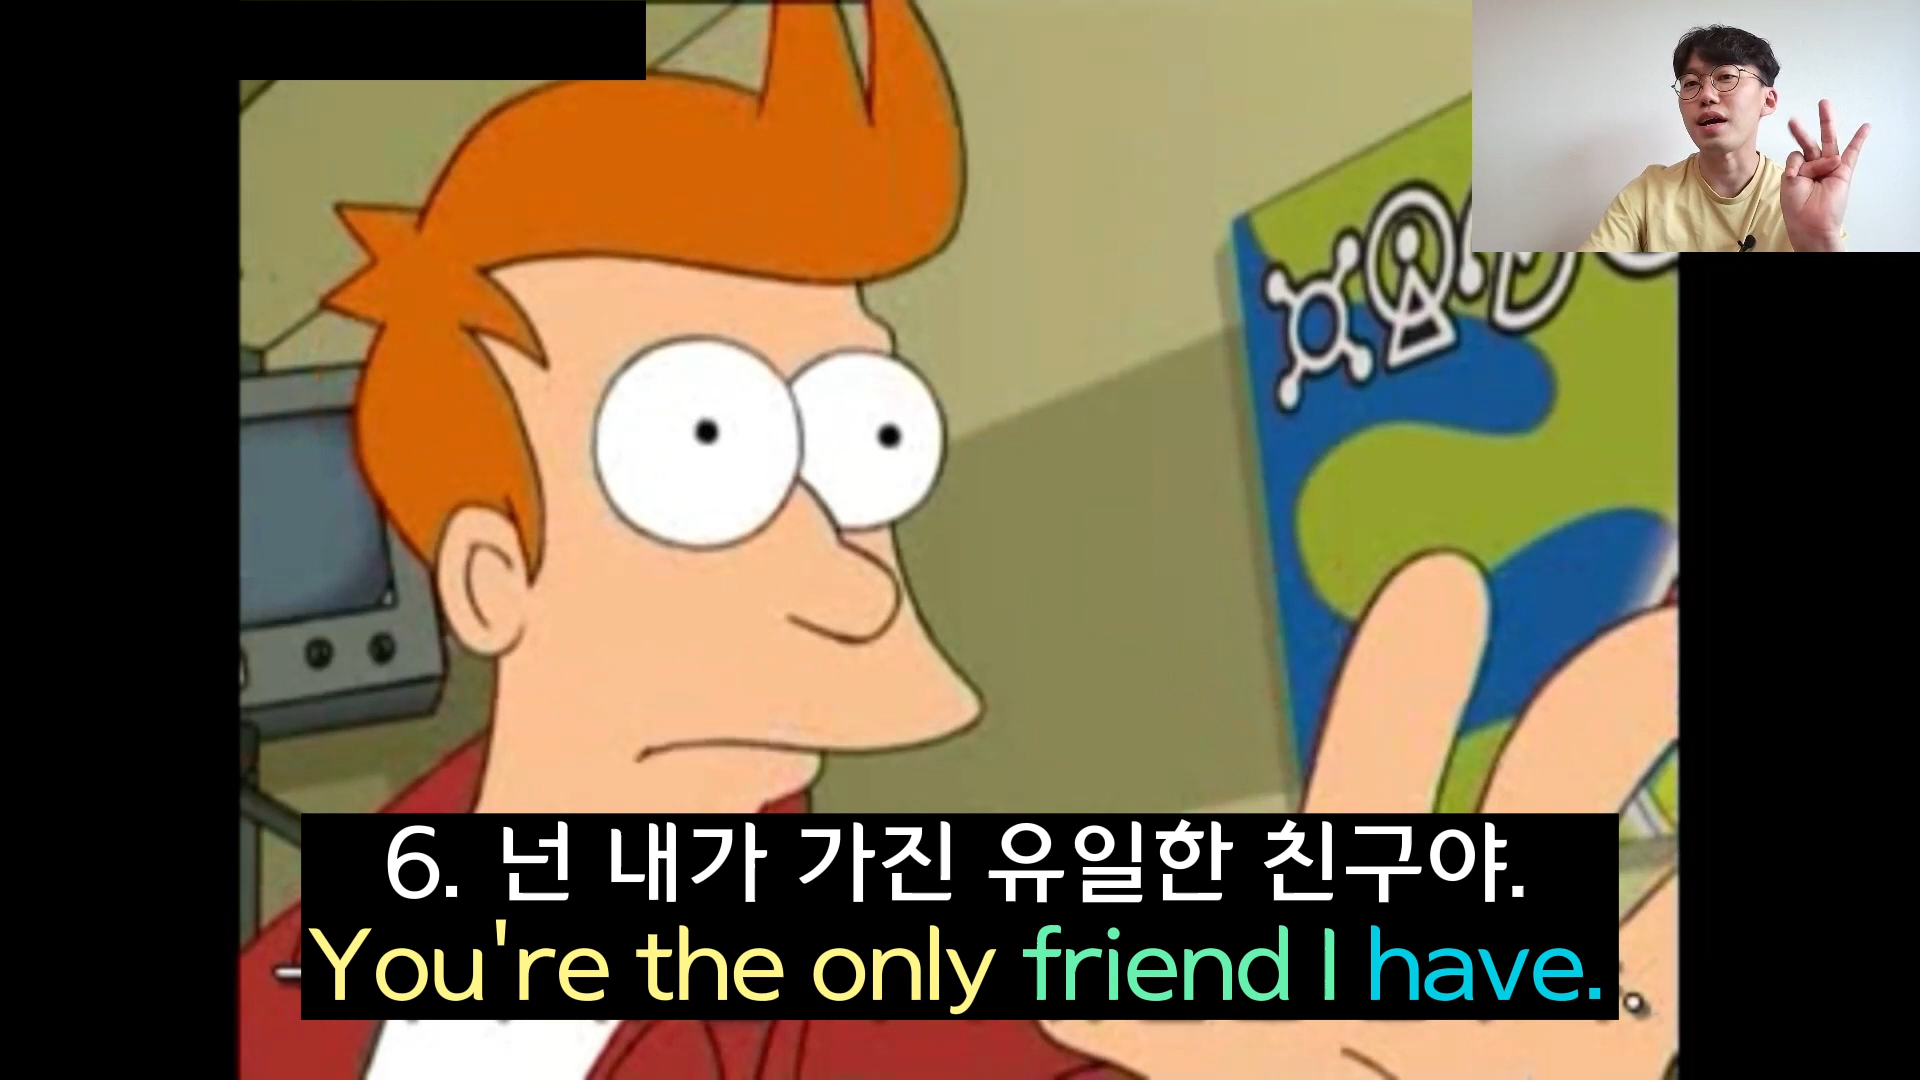 6. 넌 내가 가진 유일한 친구야.
You're the only friend I have.